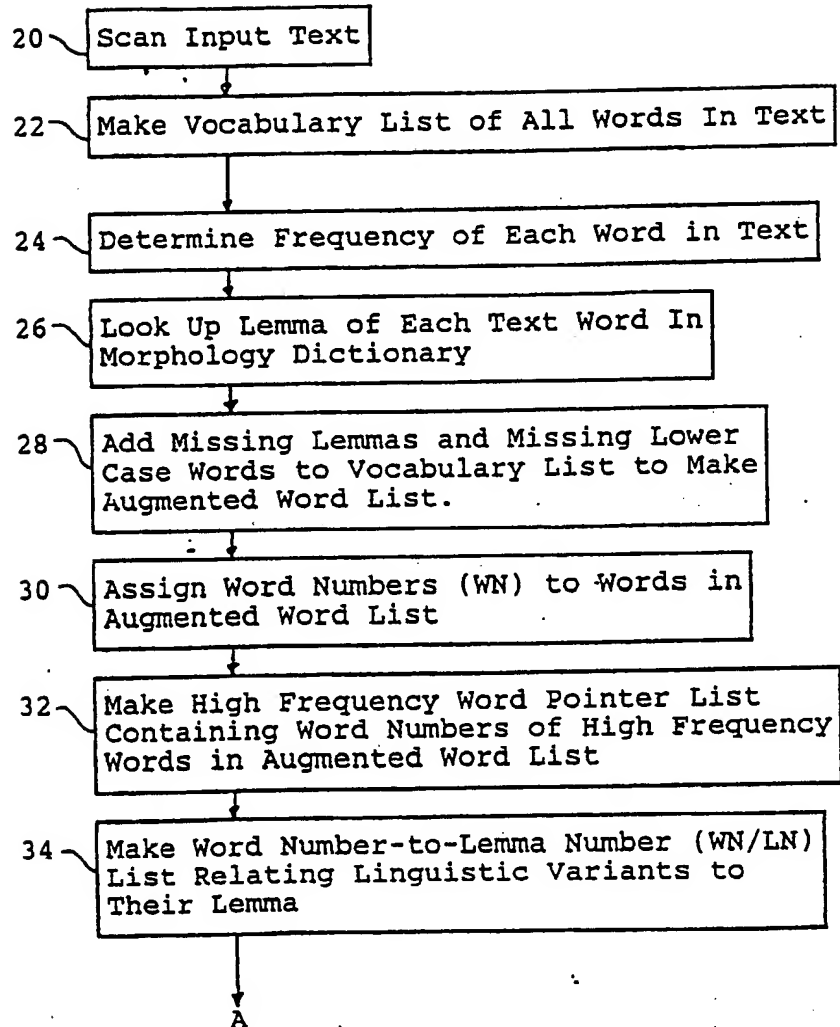 20 Scan Input Text
22 Make Vocabulary List of All Words In Text
24 Determine Frequency of Each Word in Text
26 Look Up Lemma of Each Text Word In
Morphology Dictionary
28 Add Missing Lemmas and Missing Lower
Case Words to Vocabulary List to Make
Augmented Word List.
30 Assign Word Numbers (WN) to Words in
Augmented Word List
32 Make High Frequency Word Pointer List
Containing Word Numbers of High Frequency
Words in Augmented Word List
34 Make Word Number-to-Lemma Number (WN/LN)
List Relating Linguistic Variants to
Their Lemma
A